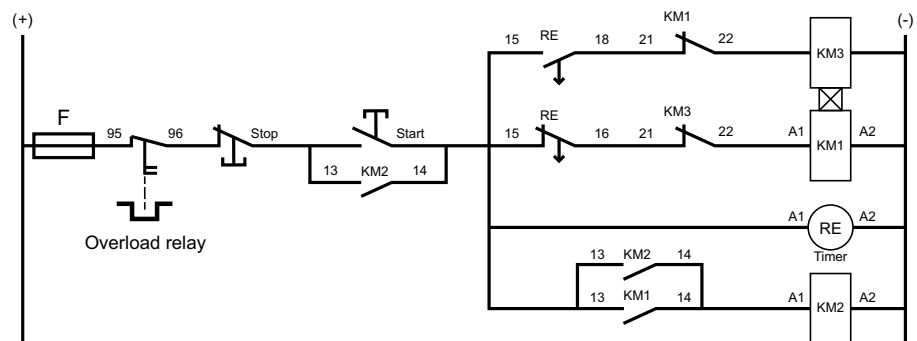 (+)
(-)
KM1
15
RE
18
21
22
KM3
F
95
96
Stop
Start
13
KM2
14
15
RE
16
21
KM3
22
A1
KM1
A2
Overload relay
A1
RE
A2
Timer
13
KM2
14
13
KM1
14
A1
KM2
A2